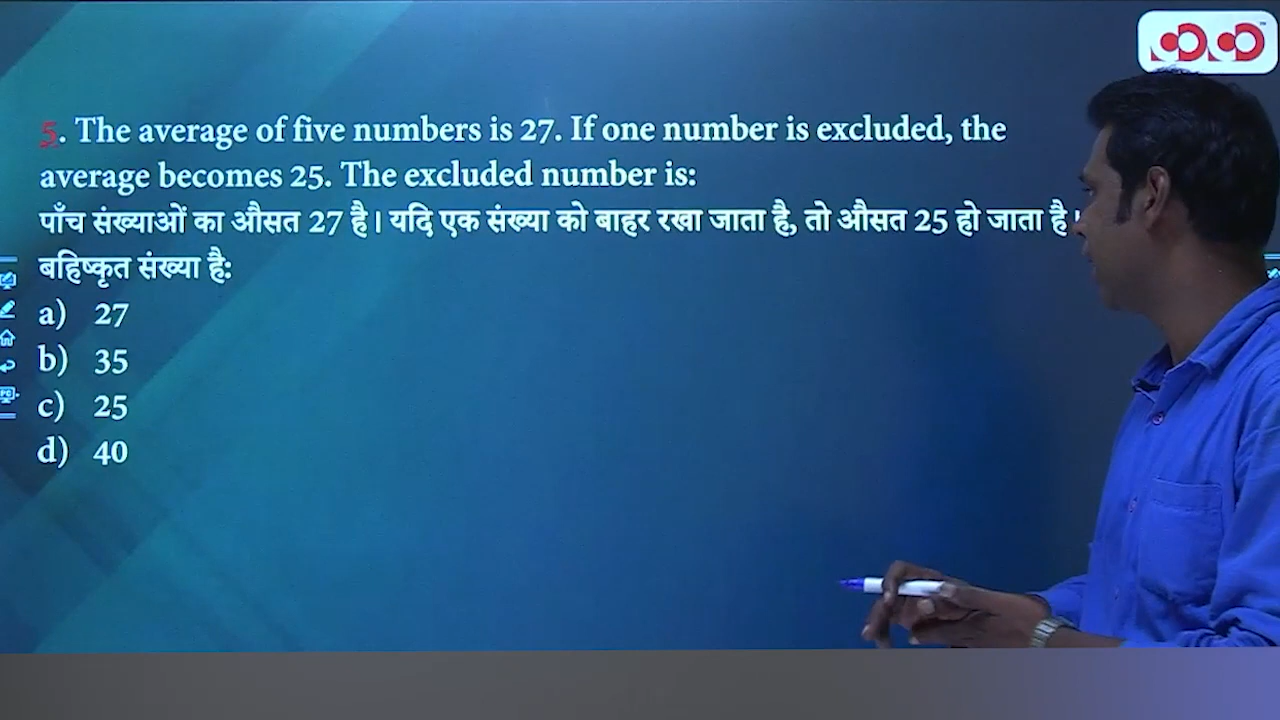 5. The average of five numbers is 27. If one number is excluded, the
average becomes 25. The excluded number is:
पाँच संख्याओं का औसत 27 है। यदि एक संख्या को बाहर रखा जाता है, तो औसत 25 हो जाता है।
बहिष्कृत संख्या है:
a) 27
b) 35
c) 25
d) 40